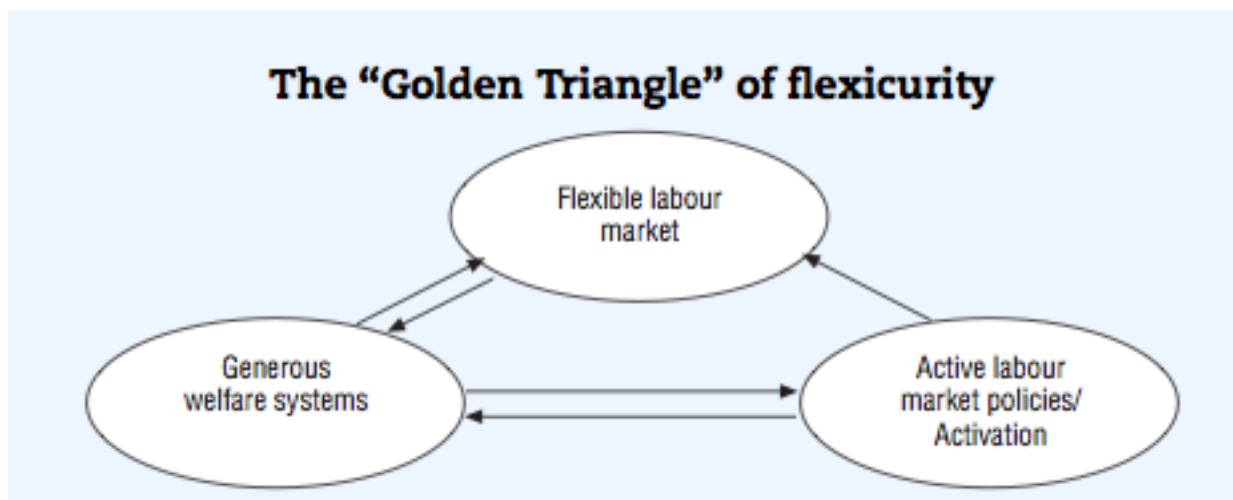 The “Golden Triangle” of flexicurity
Flexible labour
market
Generous
welfare systems
Active labour
market policies/
Activation